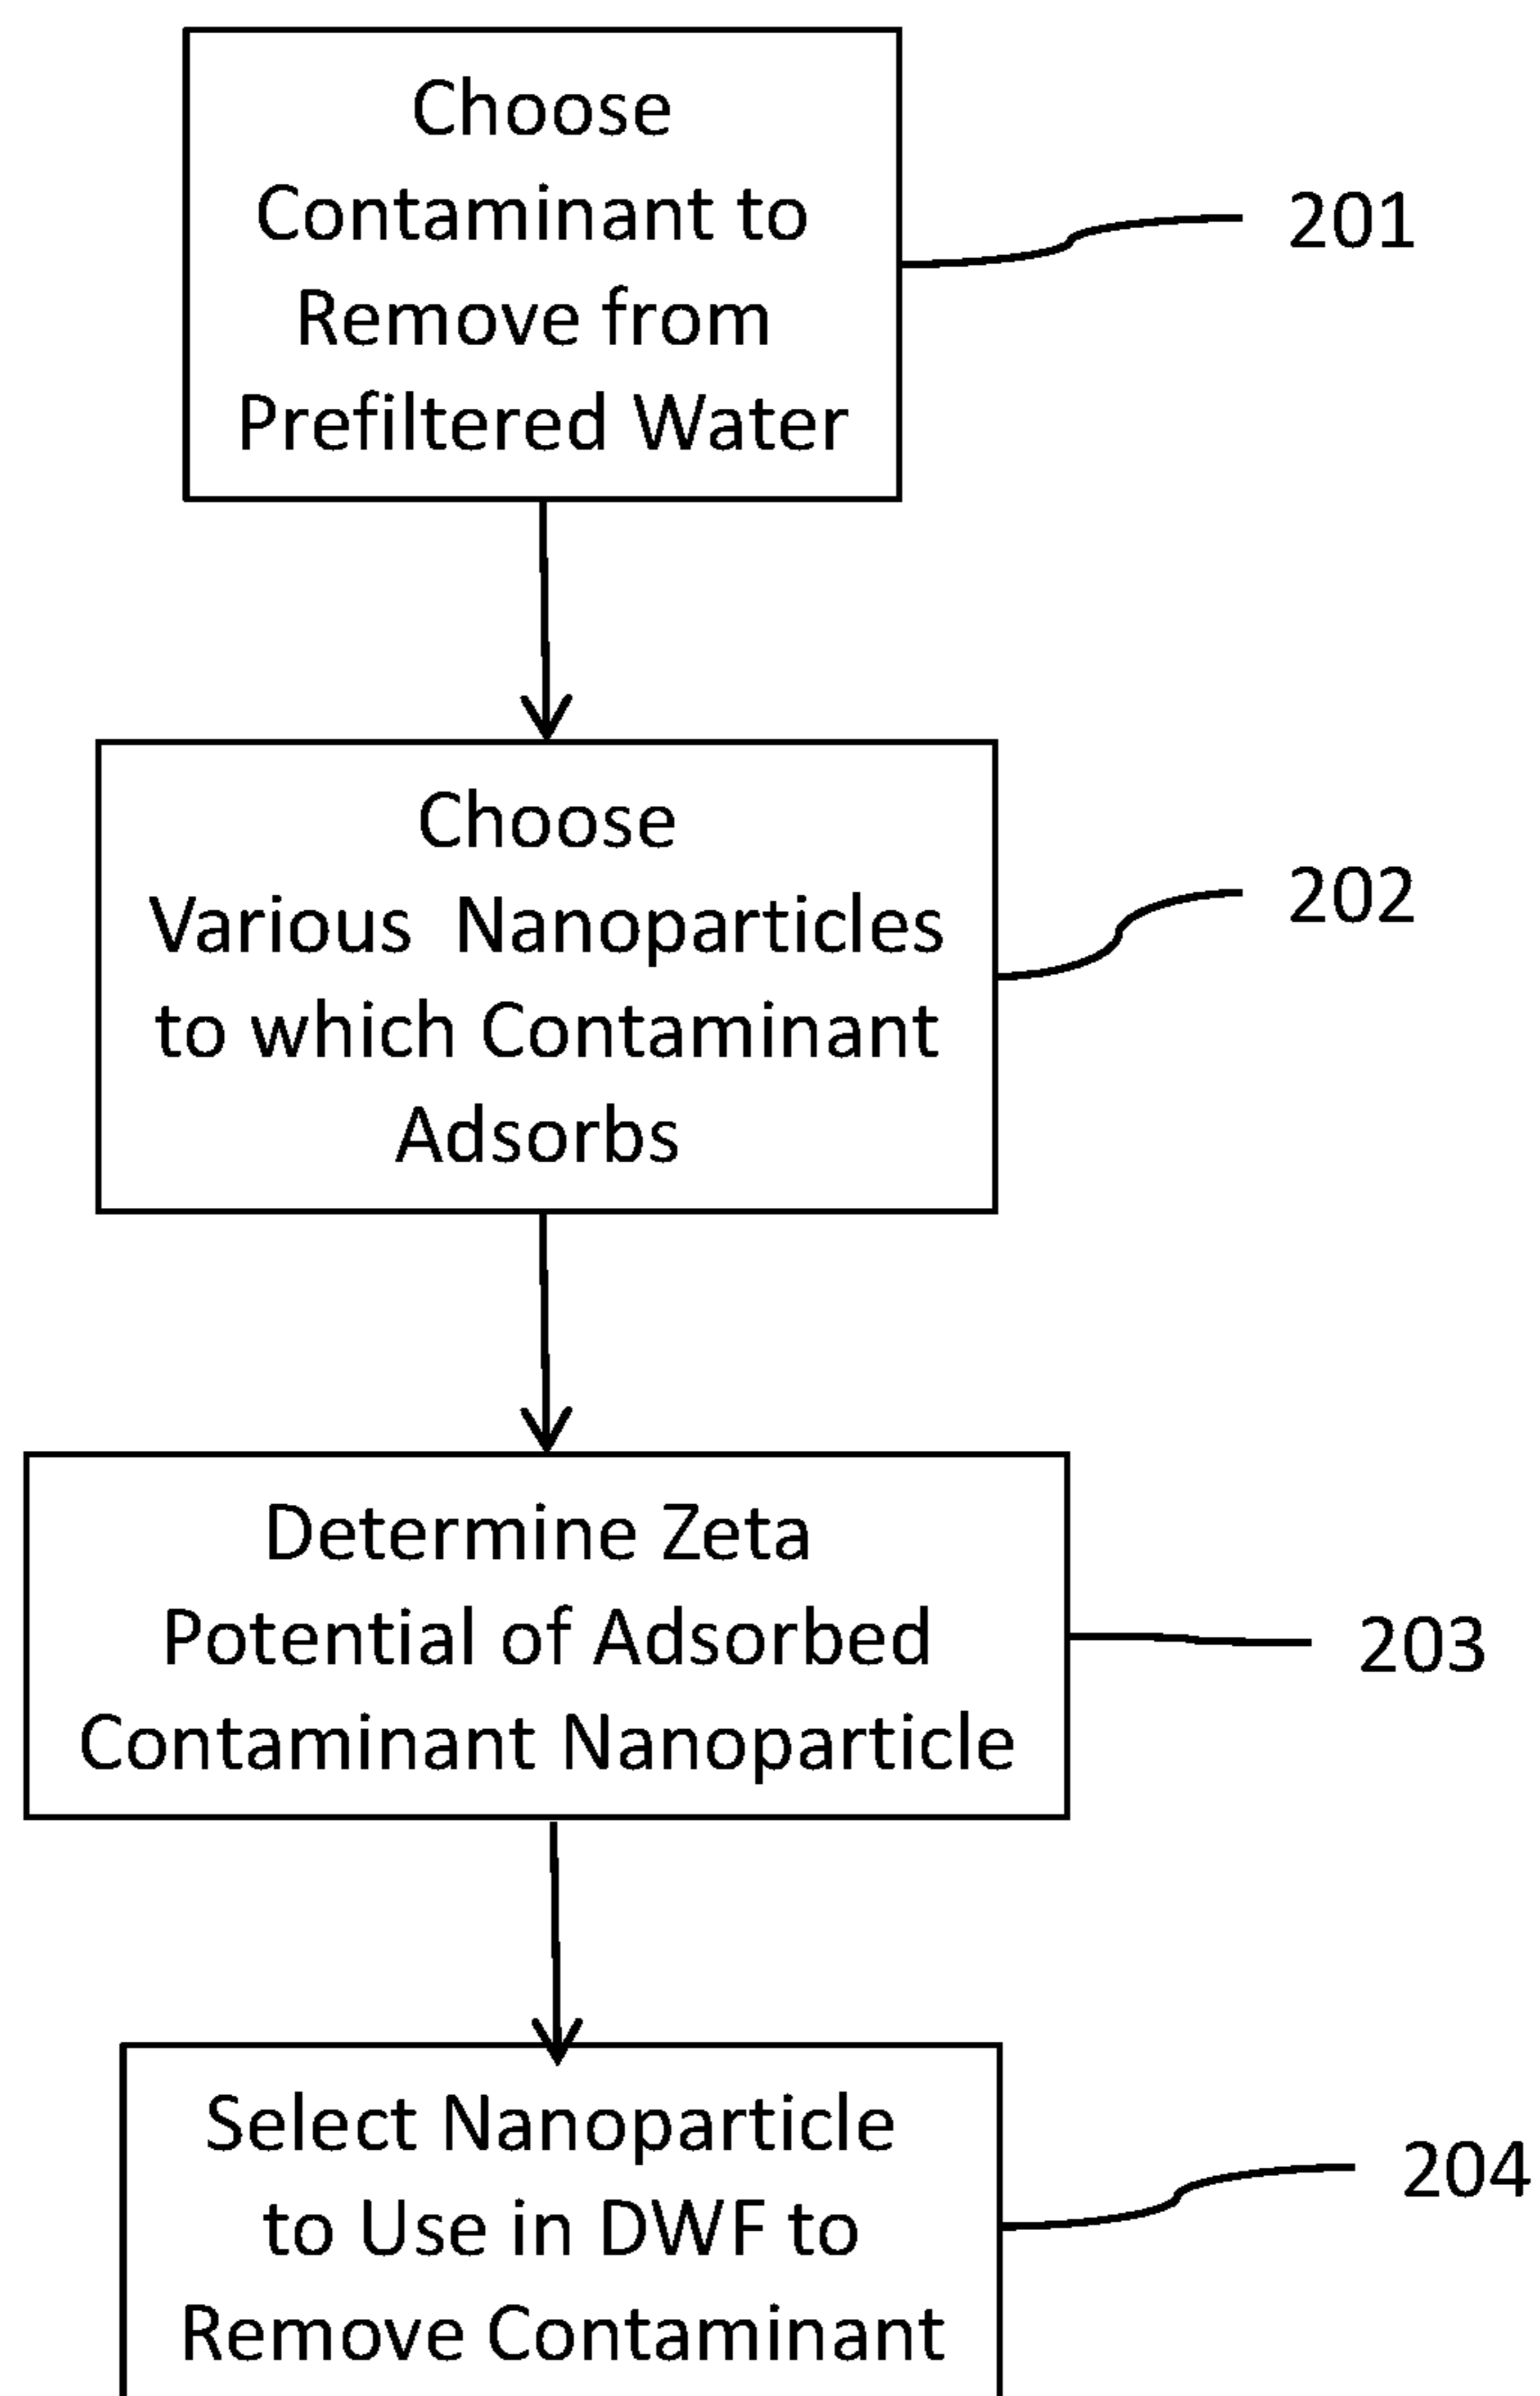 Choose
Contaminant to
Remove from
Prefiltered Water
201
Choose
Various Nanoparticles
to which Contaminant
Adsorbs
202
Determine Zeta
Potential of Adsorbed
Contaminant Nanoparticle
203
Select Nanoparticle
to Use in DWF to
Remove Contaminant
204